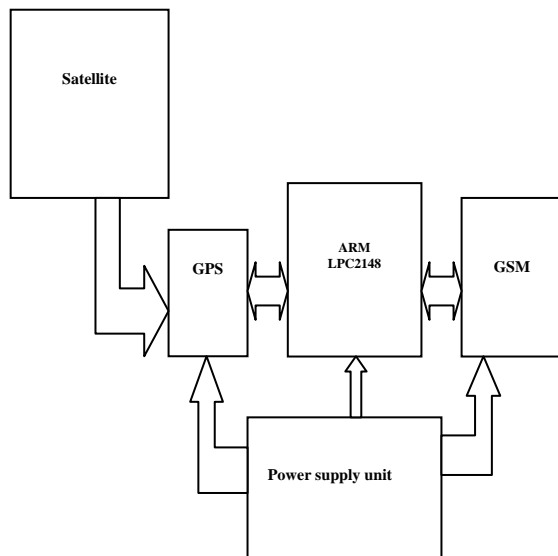 Satellite
GPS
ARM
LPC2148
GSM
Power supply unit